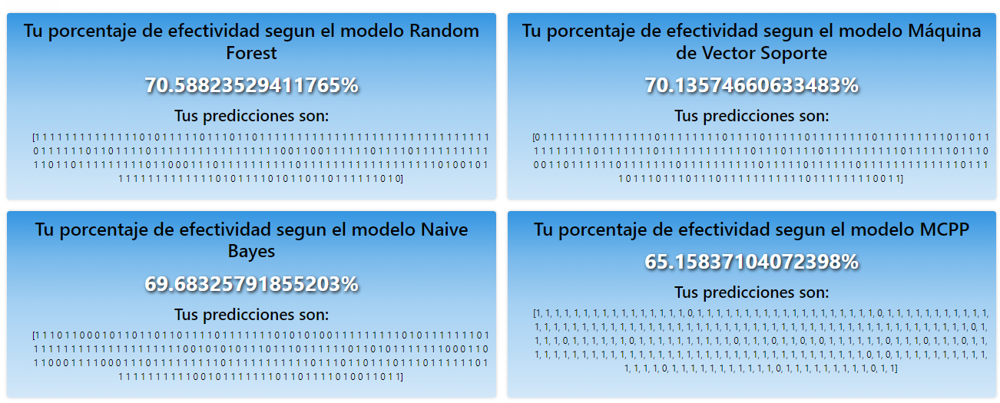 Tu porcentaje de efectividad segun el modelo Random
Forest
70.58823529411765%
Tus predicciones son:
[1 1 1 1 1 1 1 1 1 1 1 1 1 1 0 1 0 1 1 1 1 1 0 1 1 1 0 1 1 0 1 1 1 1 1 1 1 1 1 1 1 1 1 1 1 1 1 1 1 1 1 1 1 1 1 1 1 1
0 1 1 1 1 1 1 0 1 1 0 1 1 1 1 0 1 1 1 1 1 1 1 1 1 1 1 1 1 1 1 1 1 0 0 1 1 0 0 1 1 1 1 1 1 0 1 1 1 1 0 1 1 1 1 1 1 1 1 1
1 1 0 1 1 0 1 1 1 1 1 1 1 1 1 0 1 1 0 0 0 1 1 1 0 1 1 1 1 1 1 1 1 1 1 0 1 1 1 1 1 1 1 1 1 1 1 1 1 1 1 1 1 0 1 0 0 1 0 1
1 1 1 1 1 1 1 1 1 1 1 1 1 0 1 0 1 1 1 1 0 1 0 1 1 0 1 1 0 1 1 1 1 1 1 0 1 0]
Tu porcentaje de efectividad segun el modelo Máquina
de Vector Soporte
70.13574660633483%
Tus predicciones son:
[0 1 1 1 1 1 1 1 1 1 1 1 1 1 1 1 0 1 1 1 1 1 1 1 1 0 1 1 1 1 0 1 1 1 1 0 1 1 1 1 1 1 1 1 0 1 1 1 1 1 1 1 1 1 0 1 1 0 1 1
1 1 1 1 1 1 1 1 0 1 1 1 1 1 1 1 0 1 1 1 1 1 1 1 1 1 1 1 0 1 1 1 0 1 1 1 1 0 1 1 1 1 1 1 1 1 1 1 0 1 1 1 1 1 0 1 1 1 0
0 0 1 1 0 1 1 1 1 1 1 0 1 1 1 1 1 1 0 1 1 1 1 1 1 1 1 1 1 0 1 1 1 1 1 0 1 1 1 1 1 1 0 1 1 1 1 1 1 1 1 1 1 1 1 0 1 1 1
1 0 1 1 1 0 1 1 1 0 1 1 1 0 1 1 1 1 1 1 1 1 1 1 1 0 1 1 1 1 1 1 1 1 0 0 1 1]
Tu porcentaje de efectividad segun el modelo Naive
Bayes
69.68325791855203%
Tus predicciones son:
[1 1 1 0 1 1 0 0 0 1 0 1 1 0 1 1 0 1 1 0 1 1 1 1 0 1 1 1 1 1 1 1 0 1 0 1 0 1 0 0 1 1 1 1 1 1 1 1 1 0 1 0 1 1 1 1 1 1 1 0 1
1 1 1 1 1 1 1 1 1 1 1 1 1 1 1 1 1 1 1 1 1 1 0 0 1 0 1 0 1 0 1 1 1 0 1 1 1 0 1 1 1 1 1 1 0 1 1 0 1 0 1 1 1 1 1 1 1 0 0 0 1 1 0
1 1 0 0 0 1 1 1 1 0 0 0 1 1 1 0 1 1 1 1 1 1 1 1 1 1 0 1 1 1 1 1 1 1 1 1 1 0 1 1 1 0 1 1 0 1 1 1 0 1 1 1 0 1 1 1 1 1 1 0 1
1 1 1 1 1 1 1 1 1 1 0 0 1 0 1 1 1 1 1 1 1 0 1 1 0 1 1 1 1 0 1 0 0 1 1 0 1 1]
Tu porcentaje de efectividad segun el modelo MCPP
65.15837104072398%
Tus predicciones son:
[1, 1, 1, 1, 1, 1, 1, 1, 1, 1, 1, 1, 1, 1, 1, 1, 0, 1, 1, 1, 1, 1, 1, 1, 1, 1, 1, 1, 1, 1, 1, 1, 1, 1, 1, 1, 0, 1, 1, 1, 1, 1, 1, 1, 1, 1, 1, 1,
1, 1, 1, 1, 1, 1, 1, 1, 1, 1, 1, 1, 1, 1, 1, 1, 1, 1, 1, 1, 1, 1, 1, 1, 1, 1, 1, 1, 1, 1, 1, 1, 1, 1, 1, 1, 1, 1, 1, 1, 1, 1, 1, 1, 1, 1, 0, 1,
1, 1, 1, 0, 1, 1, 1, 1, 1, 1, 0, 1, 1, 1, 1, 1, 1, 1, 1, 1, 1, 0, 1, 1, 1, 0, 1, 1, 0, 1, 0, 1, 1, 1, 1, 1, 1, 0, 1, 1, 1, 0, 1, 1, 1, 0, 1, 1,
1, 1, 1, 1, 1, 1, 1, 1, 1, 1, 1, 1, 1, 1, 1, 1, 1, 1, 1, 1, 1, 1, 1, 1, 1, 1, 1, 1, 1, 1, 1, 1, 1, 1, 1, 0, 1, 0, 1, 1, 1, 1, 1, 1, 1, 1, 1, 1,
1, 1, 1, 1, 0, 1, 1, 1, 1, 1, 1, 1, 1, 1, 1, 1, 0, 1, 1, 1, 1, 1, 1, 1, 1, 1, 0, 1, 1]